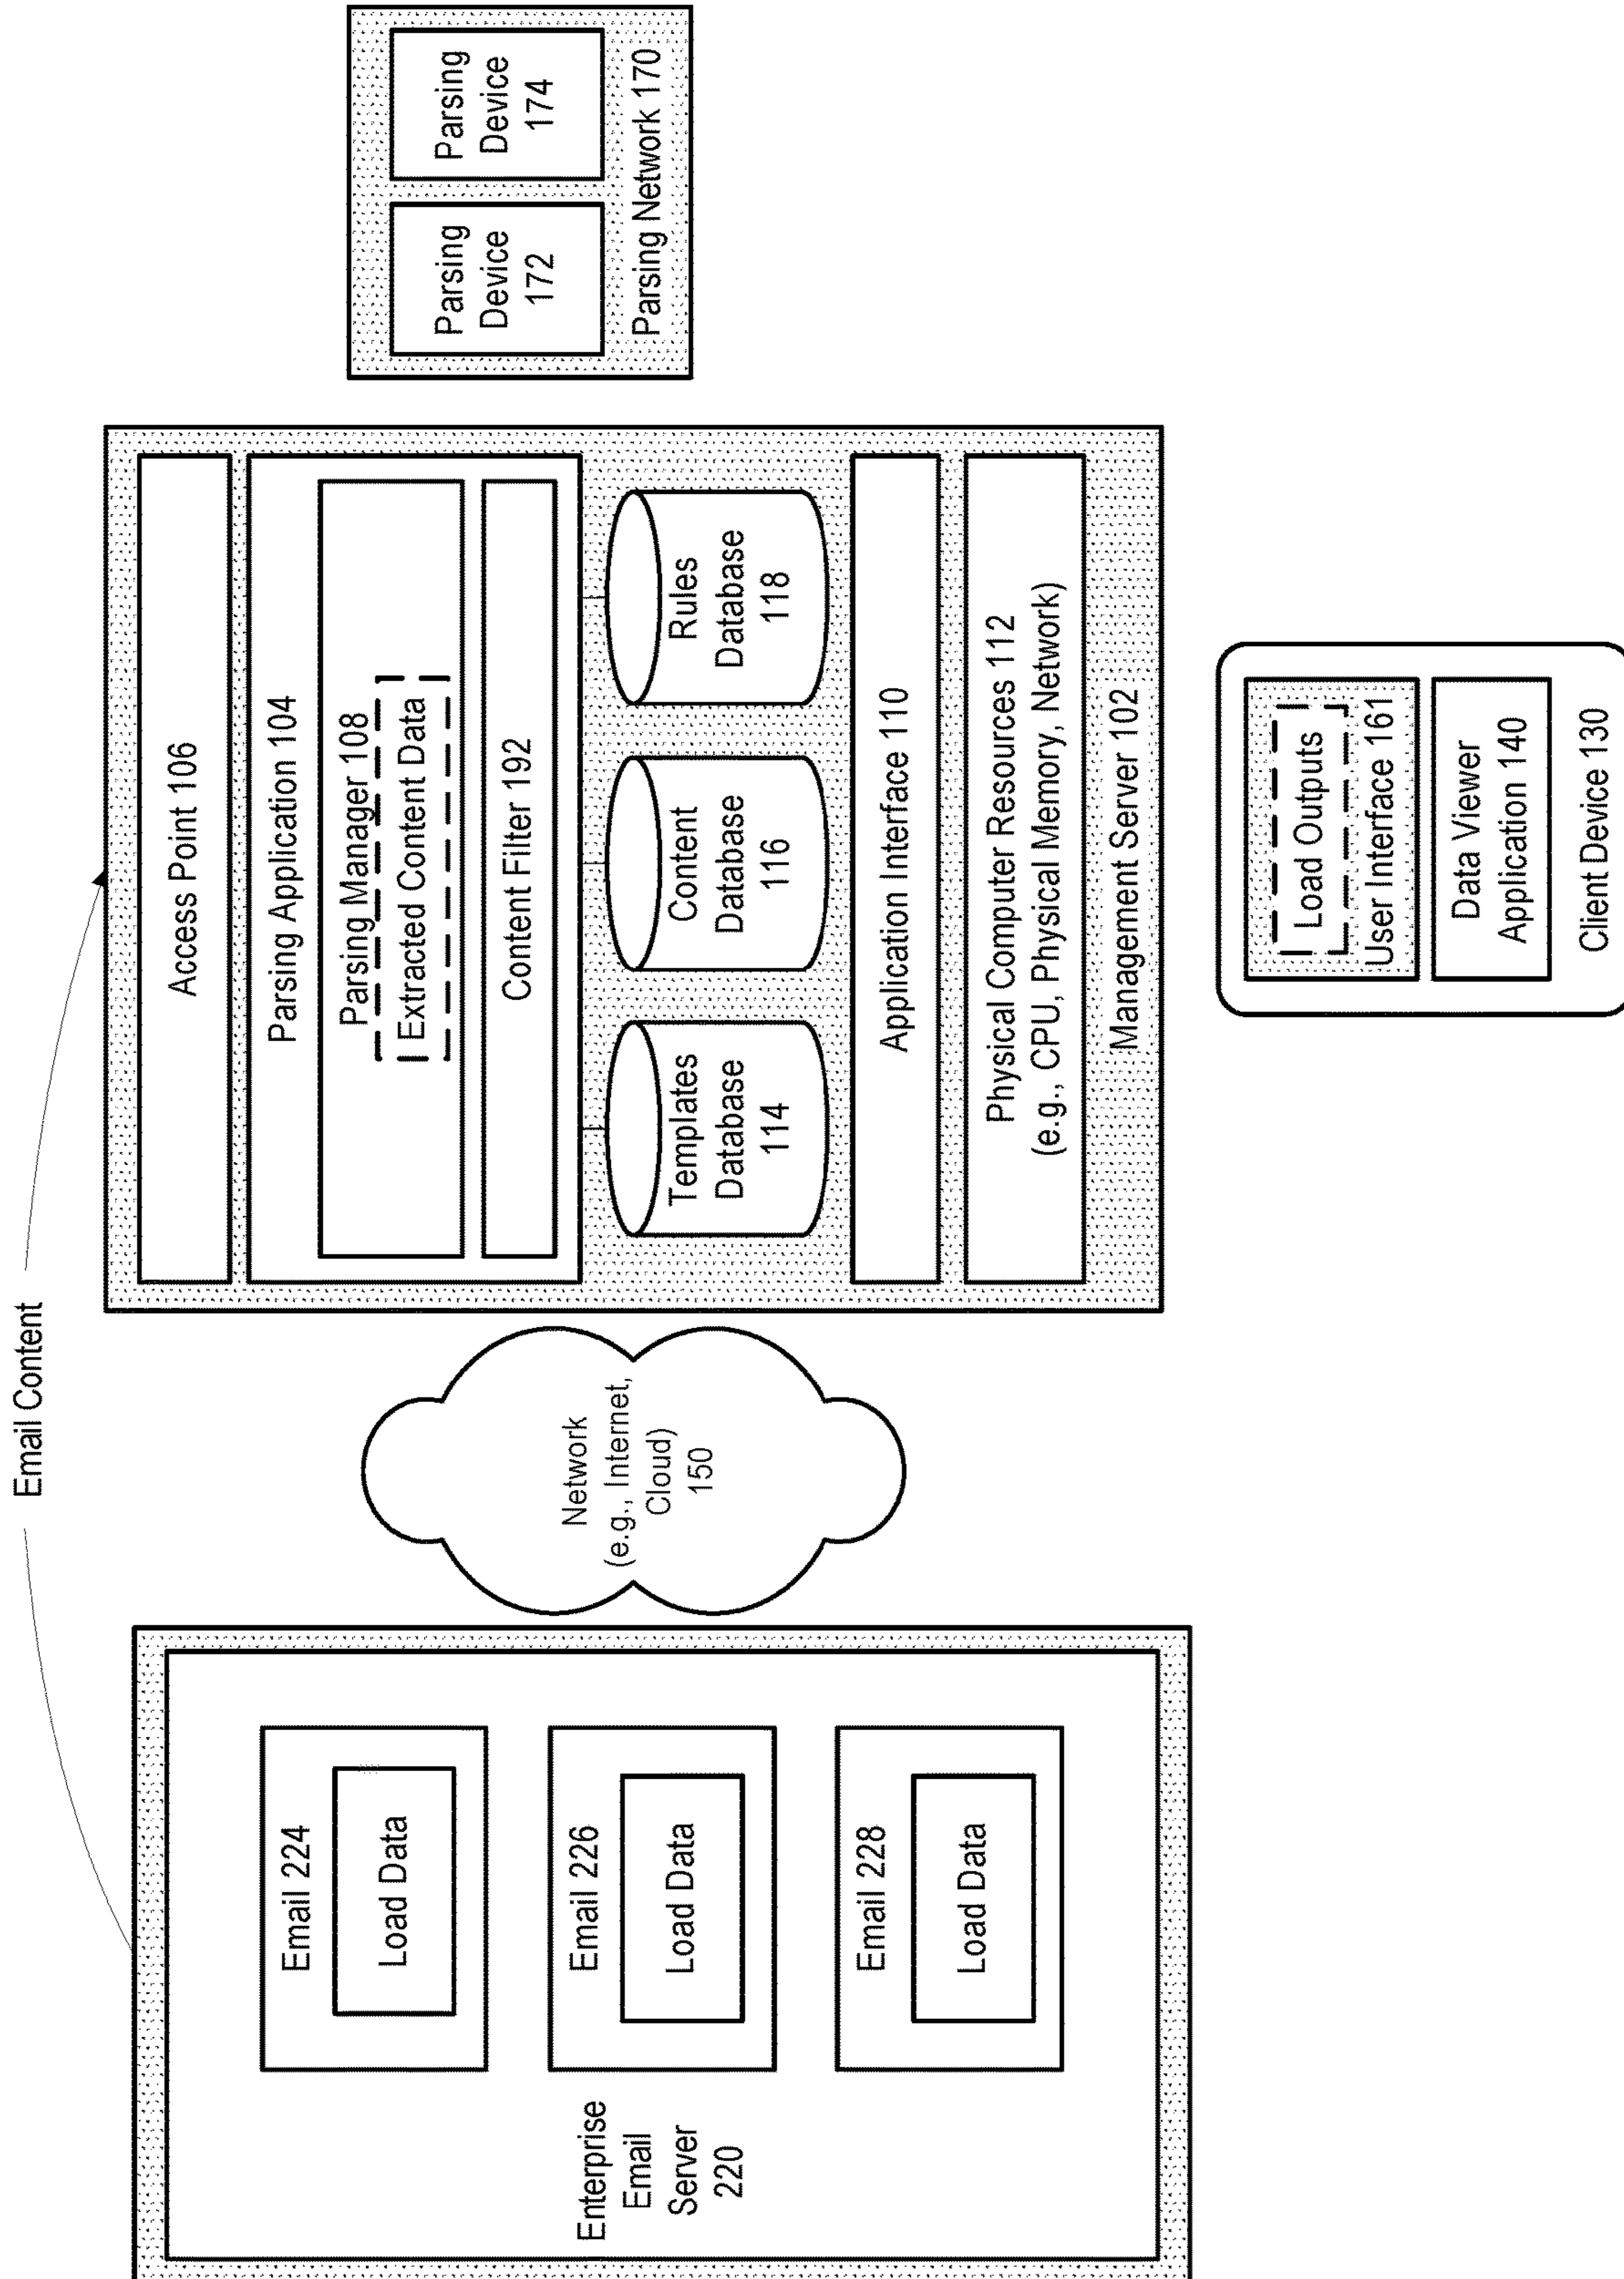 Email Content
Enterprise
Email
Server
220
Email 224
Load Data
Email 226
Load Data
Email 228
Load Data
Network
(e.g., Internet,
Cloud)
150
Access Point 106
Parsing Application 104
Parsing Manager 108
Extracted Content Data
Content Filter 192
Templates
Database
114
Content
Database
116
Rules
Database
118
Application Interface 110
Physical Computer Resources 112
(e.g., CPU, Physical Memory, Network)
Management Server 102
Parsing
Device
172
Parsing
Device
174
Parsing Network 170
Load Outputs
User Interface 161
Data Viewer
Application 140
Client Device 130